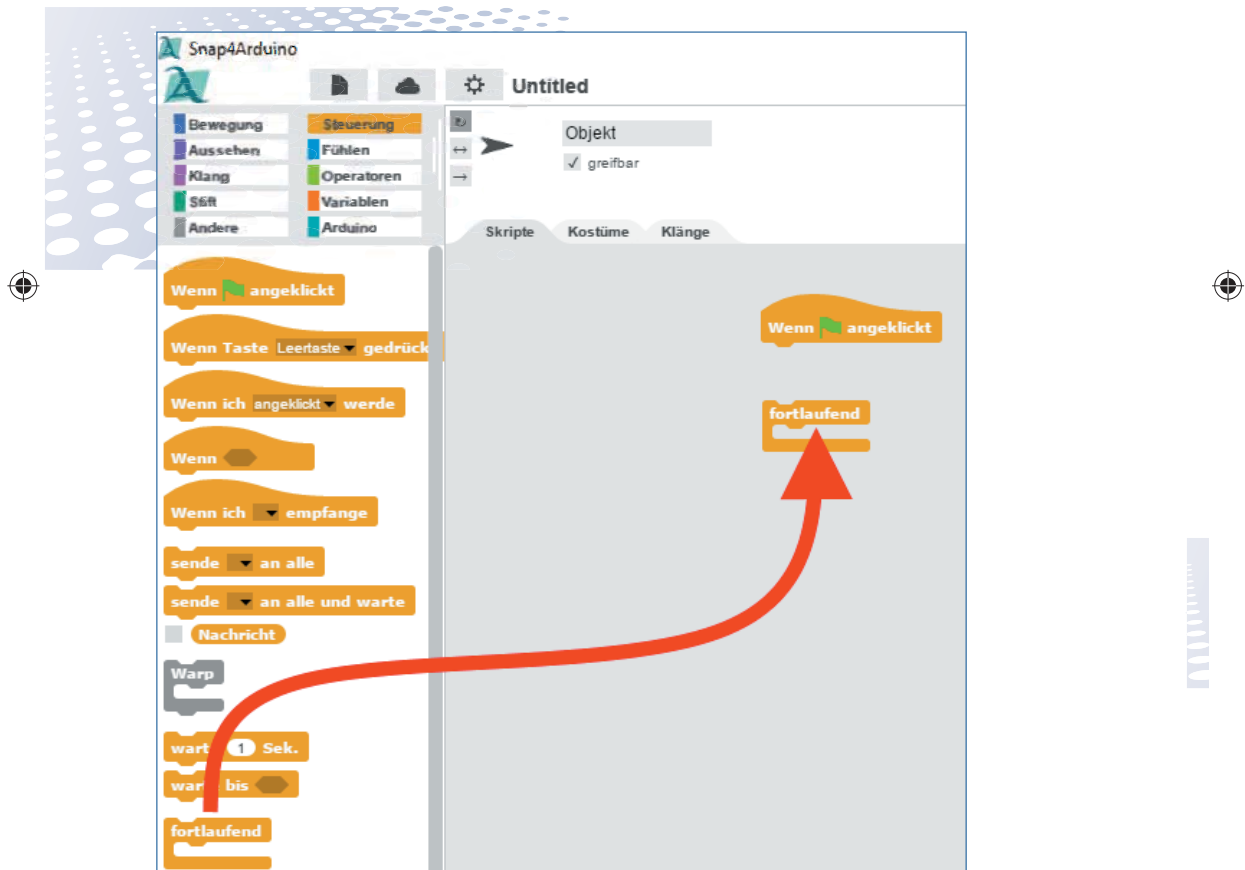 Snap4Arduino
Untitled
Bewegung Steuerung
Aussehen Fühlen
Klang Operatoren
Stift Variablen
Andere Arduino
Objekt
greifbar
Skripte Kostüme Klänge
Wenn angeklickt
Wenn Taste Leertaste gedrück
Wenn ich angeklickt werde
Wenn
Wenn ich empfange
sende an alle
sende an alle und warte
Nachricht
Warp
warte 1 Sek.
warte bis
fortlaufend
Wenn angeklickt
fortlaufend